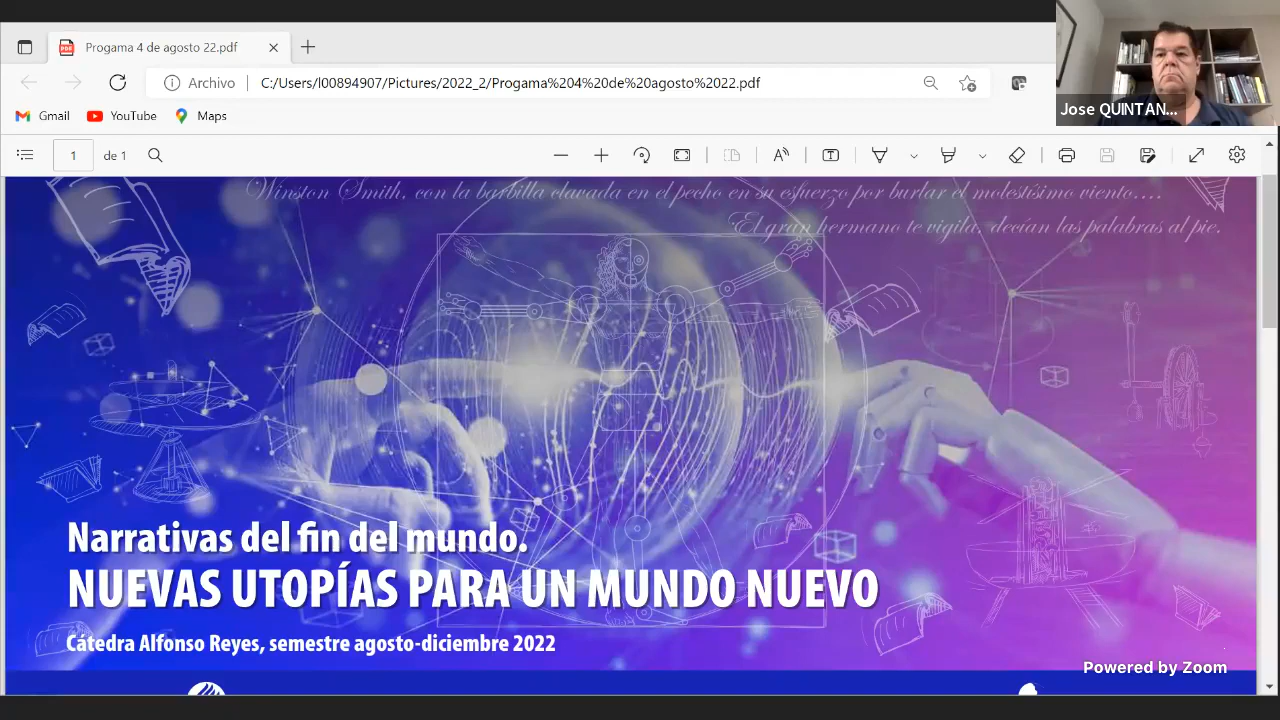 Progama 4 de agosto 22.pdf
Archivo
C:/Users/l00894907/Pictures/2022_2/Progama%204%20de%20agosto%2022.pdf
Gmail
YouTube
Maps
1
de 1
Jose QUINTAN...
Winston Smith, con la barbilla clavada en el pecho en su esfuerzo por burlar el molestísimo viento....
El gran hermano te vigila, decían las palabras al pie.
Narrativas del fin del mundo.
NUEVAS UTOPÍAS PARA UN MUNDO NUEVO
Cátedra Alfonso Reyes, semestre agosto-diciembre 2022
Powered by Zoom